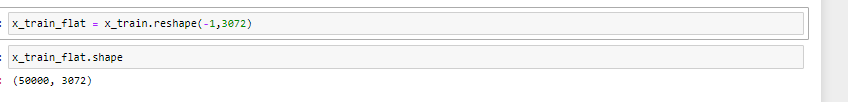 x_train_flat = x_train.reshape(-1,3072)
x_train_flat.shape
(50000, 3072)